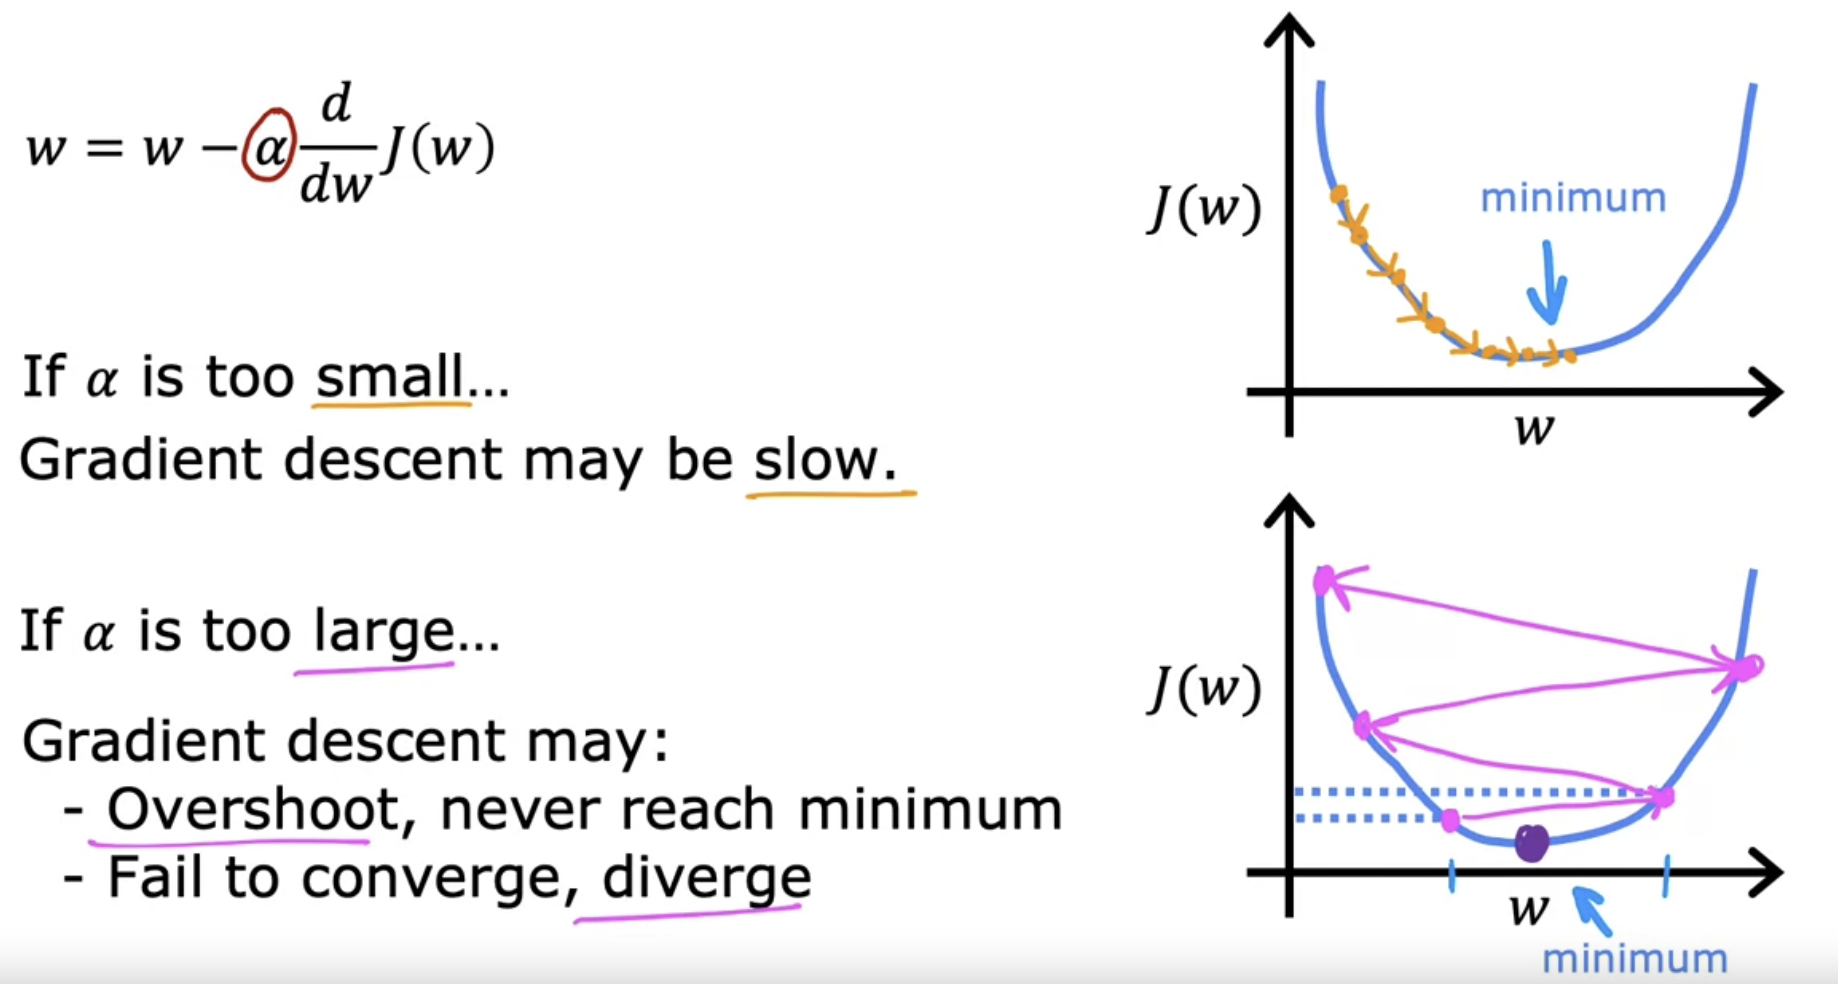 w = w − α d/dw J(w)
If α is too small...
Gradient descent may be slow.
If α is too large...
Gradient descent may:
- Overshoot, never reach minimum
- Fail to converge, diverge
J(w)
minimum
w
J(w)
w
minimum